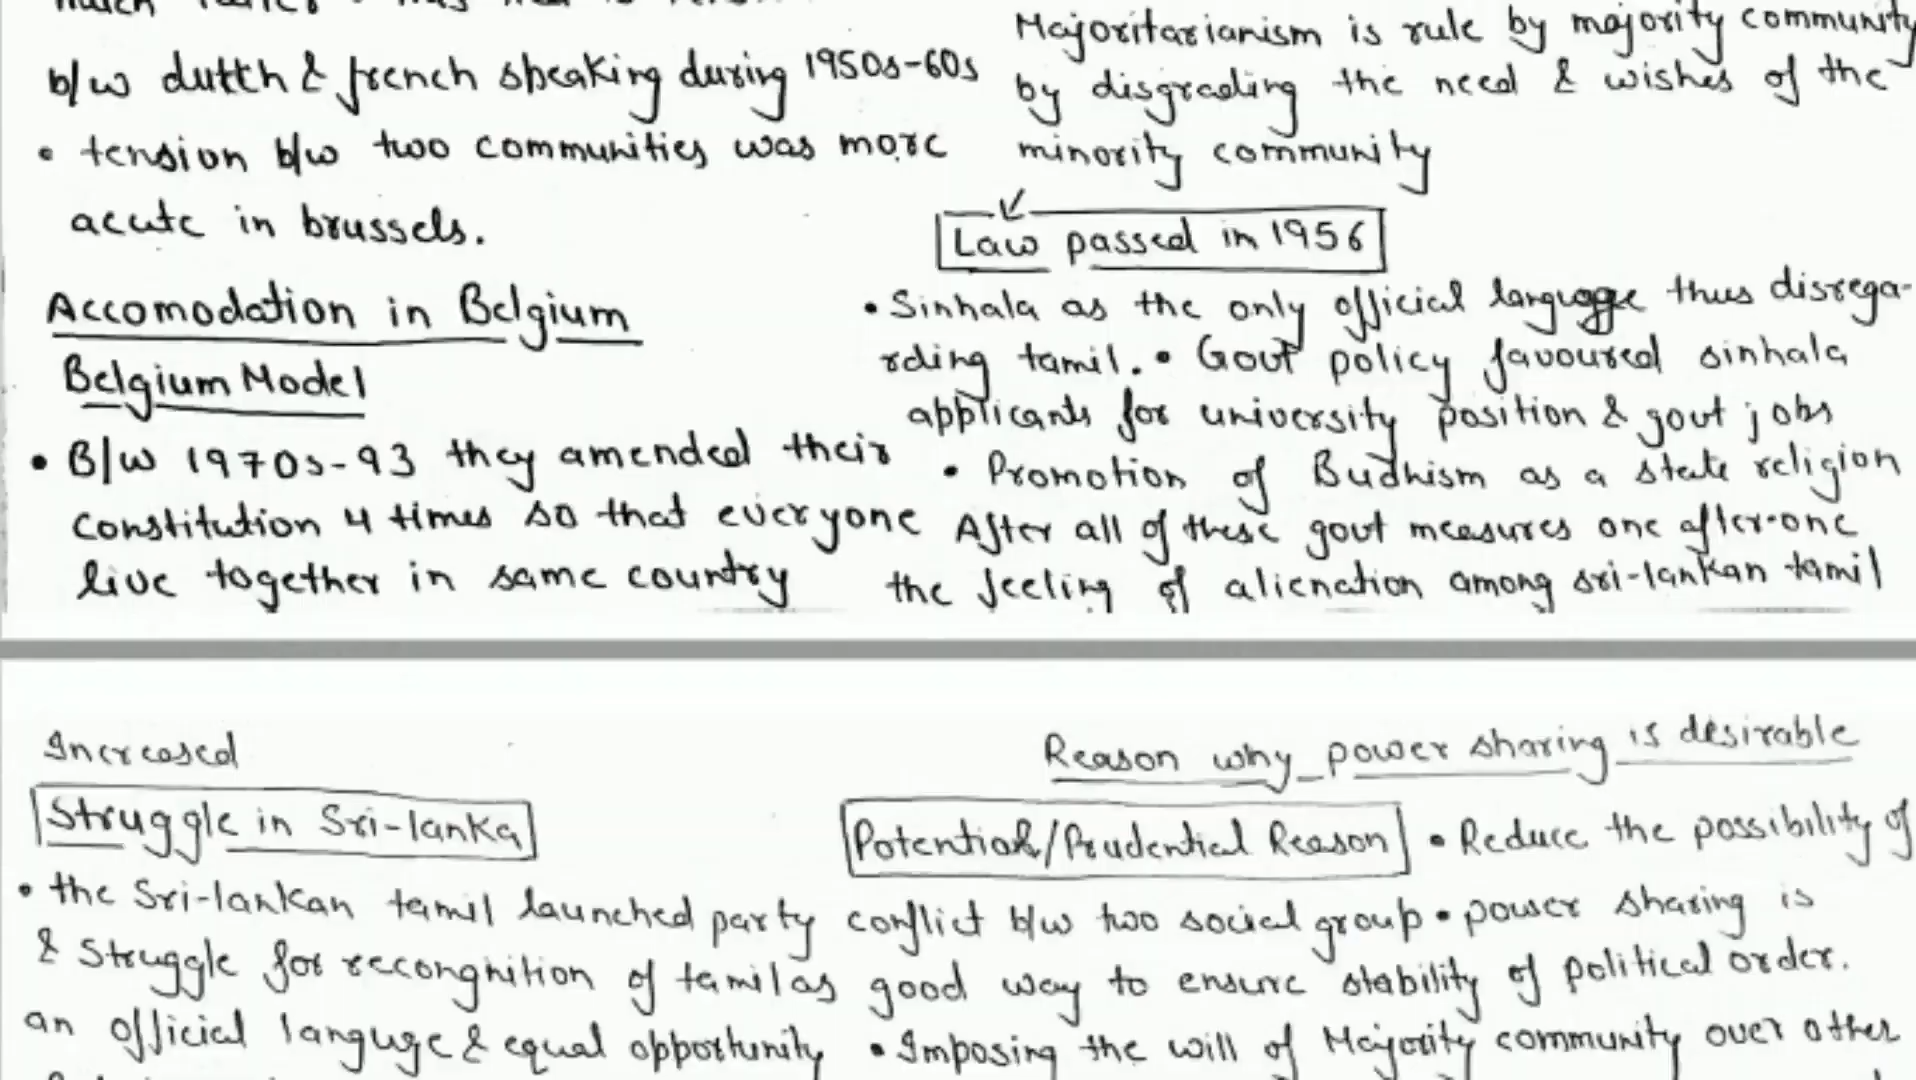 b/w dutch & french speaking during 1950s-60s
• tension b/w two communities was more
acute in brussels.
Accomodation in Belgium
Belgium Model
• B/w 1970s-93 they amended their
Constitution 4 times so that everyone
live together in same country
Majoritarianism is rule by majority community
by disgrading the need & wishes of the
minority community
Law passed in 1956
• Sinhala as the only official language thus disrega-
rding tamil. • Govt policy favoured sinhala
applicants for university position & govt jobs
• Promotion of Budhism as a state religion
After all of these govt measures one after-one
the feeling of alienation among sri-lankan tamil
Increased
Struggle in Sri-lanka
• the Sri-lankan tamil launched party
& Struggle for recongnition of tamil as
an official languge & equal opportunity
Reason why power sharing is desirable
Potential/Prudential Reason • Reduce the possibility of
conflict b/w two social group • power sharing is
good way to ensure stability of political order.
• Imposing the will of Majority community over other